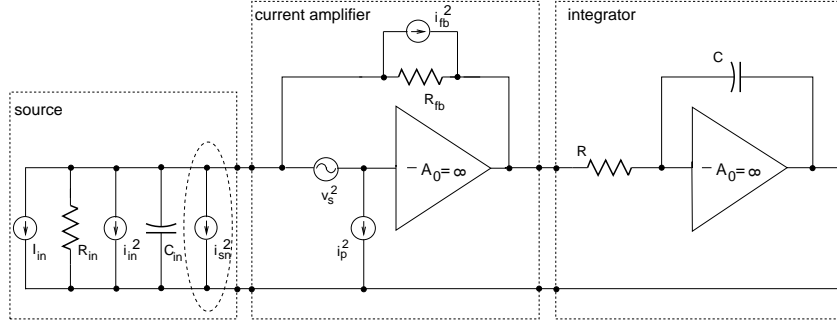 current amplifier
integrator
source
i_fb^2
R_fb
C
R
− A_0 = ∞
− A_0 = ∞
v_s^2
i_p^2
I_in
R_in
i_in^2
C_in
i_sn^2